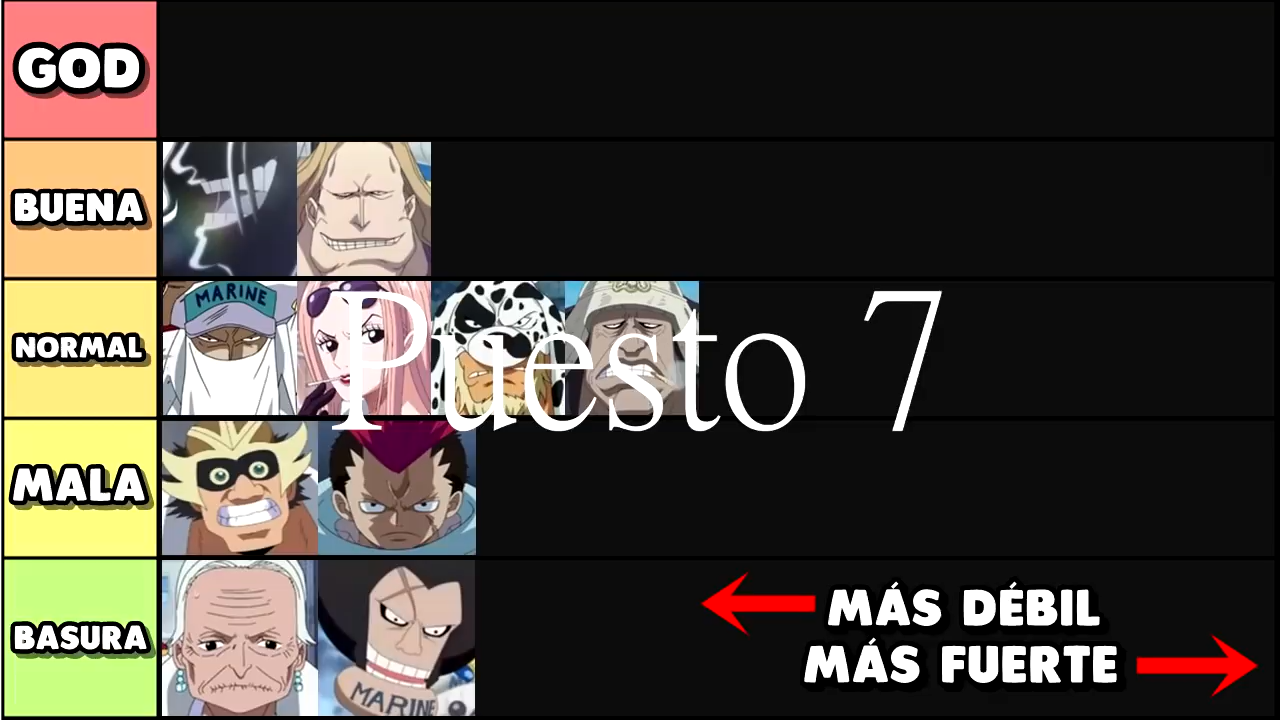 GOD
BUENA
NORMAL
MARINE
Puesto 7
MALA
BASURA
MARINE
MÁS DÉBIL
MÁS FUERTE